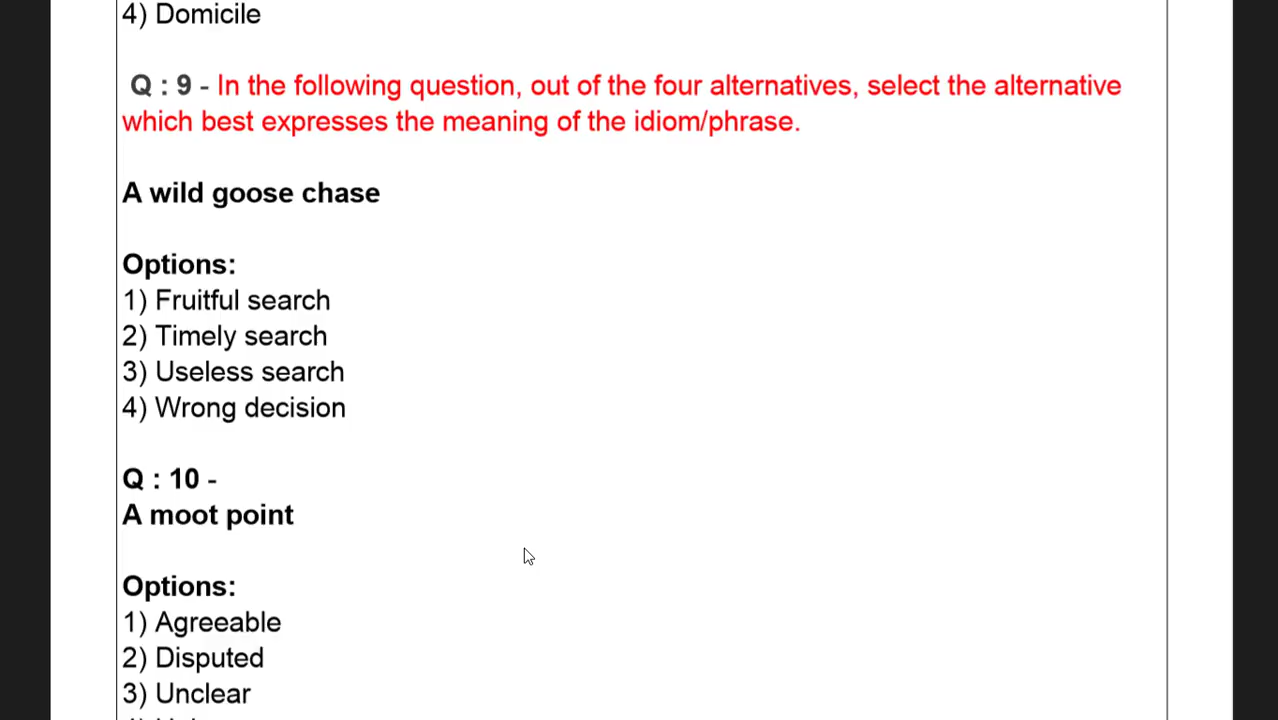 4) Domicile
Q : 9 - In the following question, out of the four alternatives, select the alternative
which best expresses the meaning of the idiom/phrase.
A wild goose chase
Options:
1) Fruitful search
2) Timely search
3) Useless search
4) Wrong decision
Q : 10 -
A moot point
Options:
1) Agreeable
2) Disputed
3) Unclear